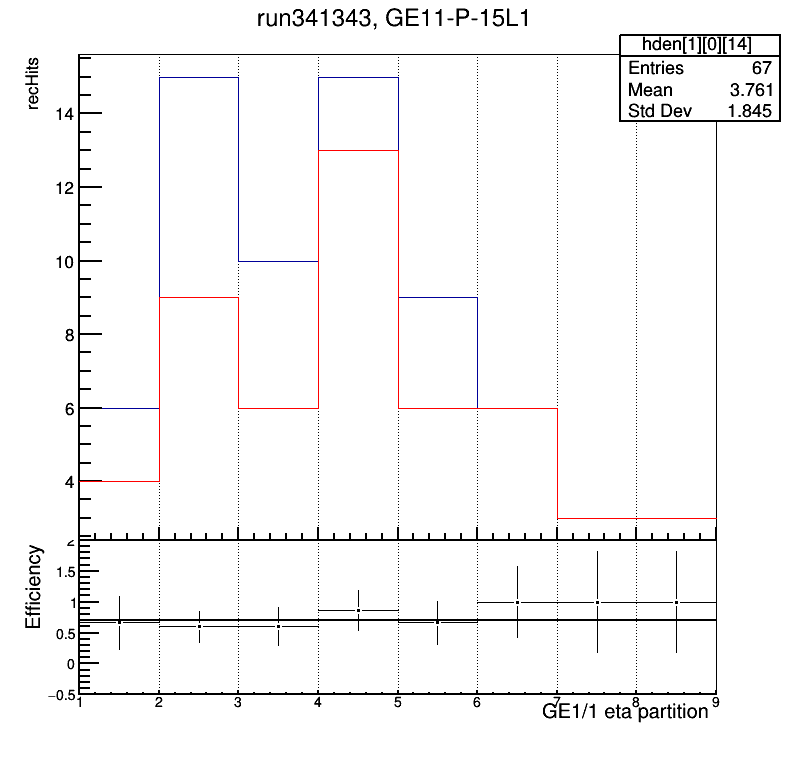 run341343, GE11-P-15L1
hden[1][0][14]
Entries 67
Mean 3.761
Std Dev 1.845
recHits
14
12
10
8
6
4
Efficiency
2
1.5
1
0.5
0
−0.5
1 2 3 4 5 6 7 8 9
GE1/1 eta partition